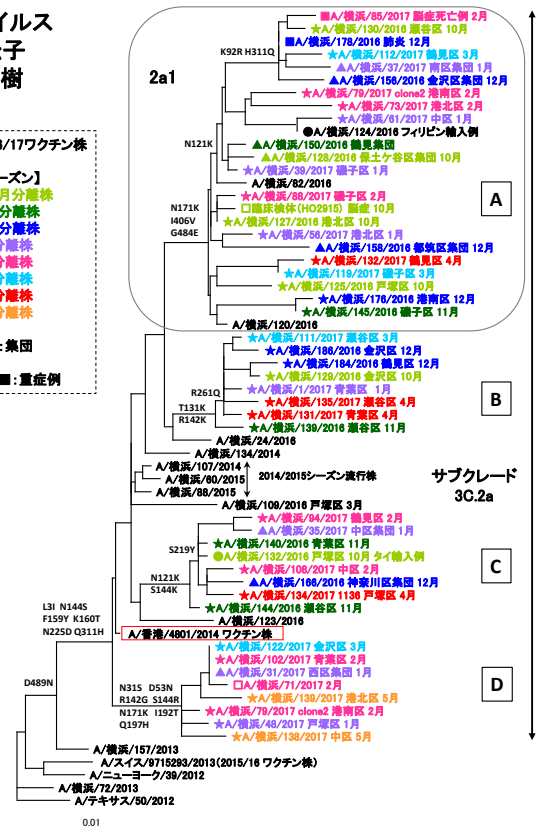 イルス
子
樹
/17ワクチン株
ーズン】
月分離株
分離株
分離株
分離株
分離株
分離株
分離株
分離株
：集団
■：重症例
2a1
K92R H311Q
■A/横浜/85/2017 脳症死亡例 2月
★A/横浜/130/2016 瀬谷区 10月
■A/横浜/178/2016 肺炎 12月
★A/横浜/112/2017 鶴見区 3月
▲A/横浜/37/2017 南区集団 1月
▲A/横浜/156/2016 金沢区集団 12月
★A/横浜/79/2017 clone2 港南区 2月
★A/横浜/73/2017 港北区 2月
★A/横浜/61/2017 中区 1月
●A/横浜/124/2016 フィリピン輸入例
N121K
▲A/横浜/150/2016 鶴見集団
▲A/横浜/128/2016 保土ケ谷区集団 10月
★A/横浜/39/2017 磯子区 1月
A/横浜/82/2016
A
★A/横浜/88/2017 磯子区 2月
N171K
I406V
G484E
□臨床検体(HO2915) 脳症 10月
★A/横浜/127/2016 港北区 10月
★A/横浜/56/2017 港北区 1月
▲A/横浜/158/2016 都筑区集団 12月
★A/横浜/132/2017 鶴見区 4月
★A/横浜/119/2017 磯子区 3月
★A/横浜/125/2016 戸塚区 10月
★A/横浜/176/2016 港南区 12月
★A/横浜/145/2016 磯子区 11月
A/横浜/120/2016
★A/横浜/111/2017 瀬谷区 3月
★A/横浜/186/2016 金沢区 12月
★A/横浜/184/2016 鶴見区 12月
★A/横浜/129/2016 金沢区 10月
R261Q
★A/横浜/1/2017 青葉区 1月
B
T131K
R142K
★A/横浜/135/2017 瀬谷区 4月
★A/横浜/131/2017 青葉区 4月
★A/横浜/139/2016 瀬谷区 11月
A/横浜/24/2016
A/横浜/134/2014
A/横浜/107/2014
A/横浜/60/2015
A/横浜/88/2015
2014/2015シーズン流行株
サブクレード
3C.2a
A/横浜/109/2016 戸塚区 3月
★A/横浜/94/2017 鶴見区 2月
▲A/横浜/35/2017 中区集団 1月
S219Y
★A/横浜/140/2016 青葉区 11月
●A/横浜/132/2016 戸塚区 10月 タイ輸入例
C
N121K
S144K
★A/横浜/108/2017 中区 2月
▲A/横浜/166/2016 神奈川区集団 12月
★A/横浜/134/2017 1136 戸塚区 4月
★A/横浜/144/2016 瀬谷区 11月
A/横浜/123/2016
L3I N144S
F159Y K160T
N225D Q311H
A/香港/4801/2014 ワクチン株
★A/横浜/122/2017 金沢区 3月
★A/横浜/102/2017 青葉区 2月
▲A/横浜/31/2017 西区集団 1月
D489N
N31S D53N
R142G S144R
N171K I192T
Q197H
□A/横浜/71/2017 2月
D
★A/横浜/139/2017 港北区 5月
★A/横浜/79/2017 clone2 港南区 2月
★A/横浜/48/2017 戸塚区 1月
★A/横浜/138/2017 中区 5月
A/横浜/157/2013
A/スイス/9715293/2013(2015/16 ワクチン株)
A/ニューヨーク/39/2012
A/横浜/72/2013
A/テキサス/50/2012
0.01